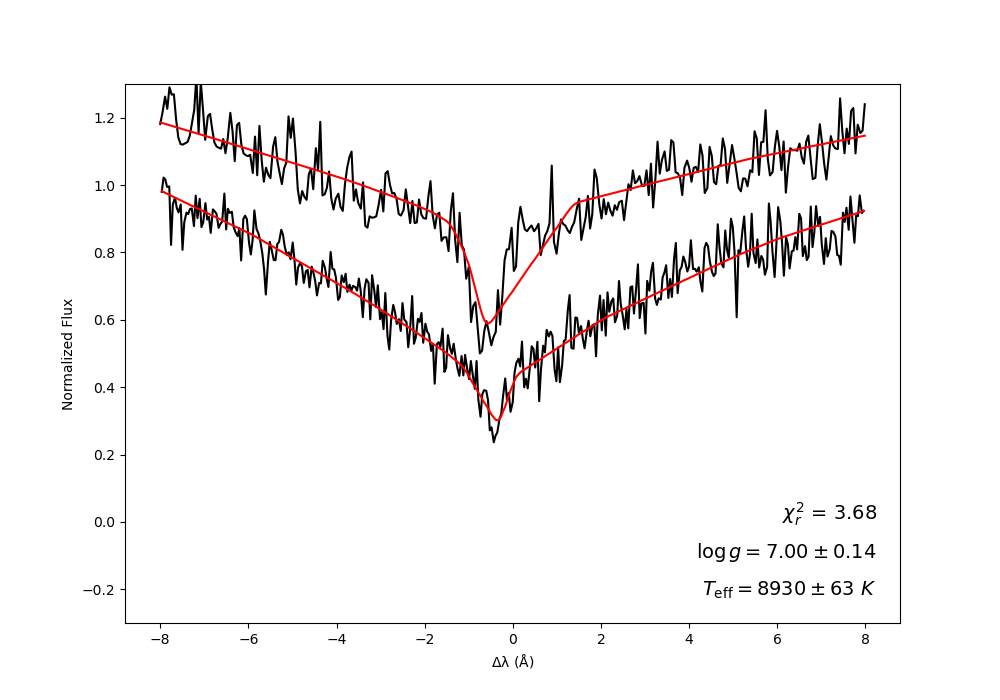 1.2
1.0
0.8
0.6
0.4
0.2
0.0
−0.2
Normalized Flux
χ²ᵣ = 3.68
log g = 7.00 ± 0.14
T_eff = 8930 ± 63 K
−8 −6 −4 −2 0 2 4 6 8
Δλ (Å)